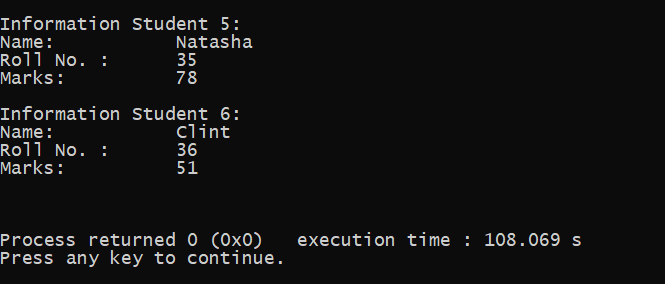 Information Student 5:
Name:          Natasha
Roll No. :     35
Marks:         78
Information Student 6:
Name:          Clint
Roll No. :     36
Marks:         51
Process returned 0 (0x0)   execution time : 108.069 s
Press any key to continue.